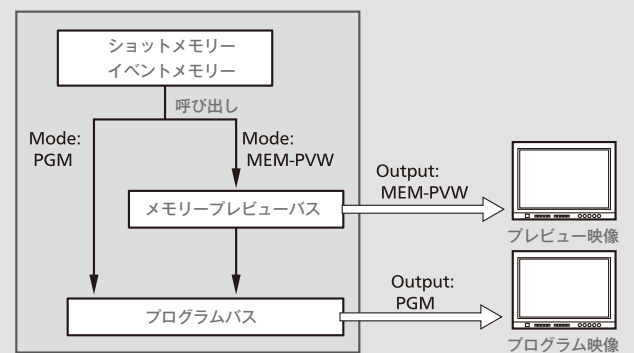 ショットメモリー
イベントメモリー
呼び出し
Mode:
PGM
Mode:
MEM-PVW
Output:
MEM-PVW
メモリープレビューバス
プレビュー映像
Output:
PGM
プログラムバス
プログラム映像